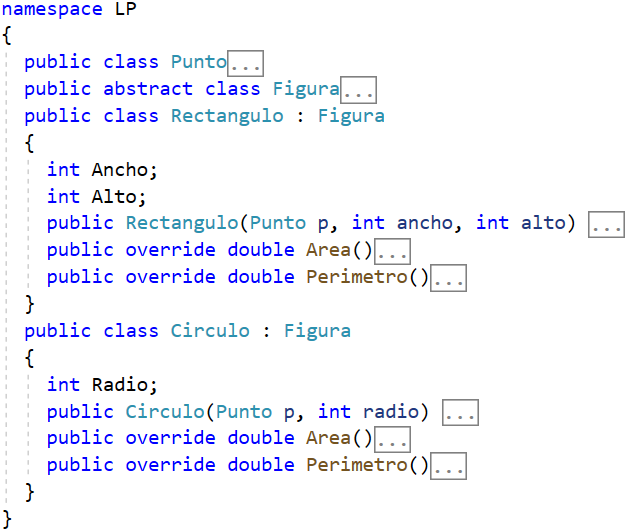 namespace LP
{
public class Punto...
public abstract class Figura...
public class Rectangulo : Figura
{
int Ancho;
int Alto;
public Rectangulo(Punto p, int ancho, int alto) ...
public override double Area()...
public override double Perimetro()...
}
public class Circulo : Figura
{
int Radio;
public Circulo(Punto p, int radio) ...
public override double Area()...
public override double Perimetro()...
}
}